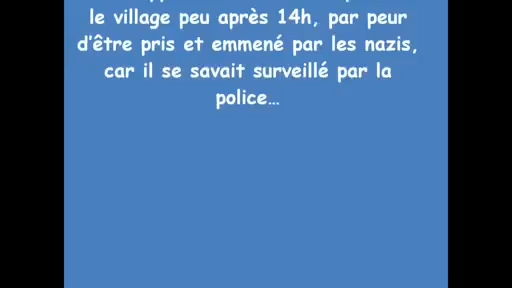 le village peu après 14h, par peur
d’être pris et emmené par les nazis,
car il se savait surveillé par la
police…